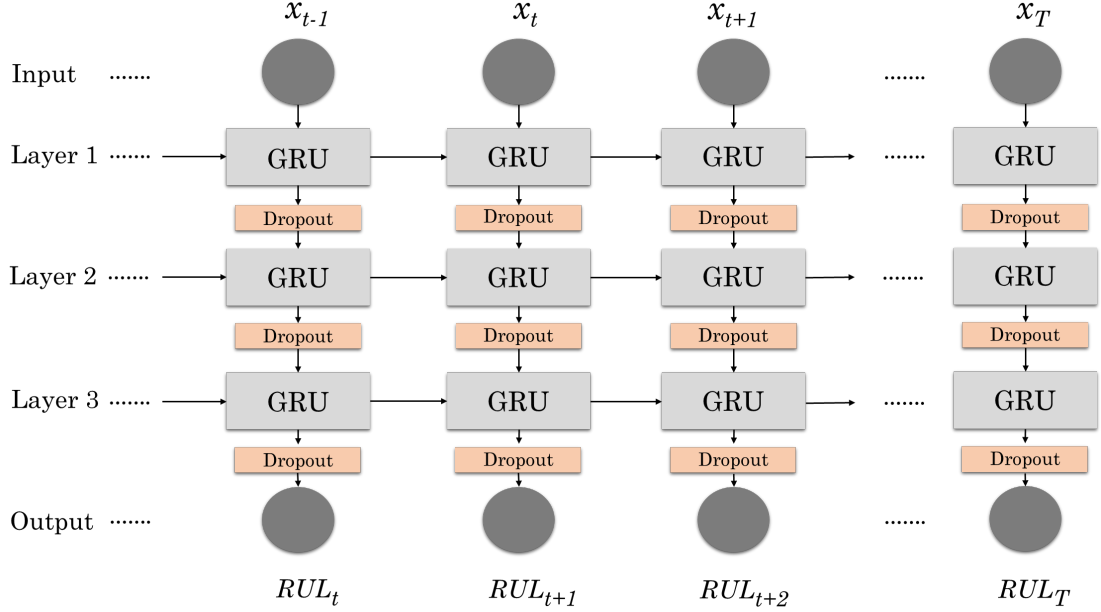 x_{t-1} x_t x_{t+1} x_T
Input ....... .......
Layer 1 ....... GRU GRU GRU ....... GRU
Dropout Dropout Dropout Dropout
Layer 2 ....... GRU GRU GRU ....... GRU
Dropout Dropout Dropout Dropout
Layer 3 ....... GRU GRU GRU ....... GRU
Dropout Dropout Dropout Dropout
Output ....... .......
RUL_t RUL_{t+1} RUL_{t+2} RUL_T